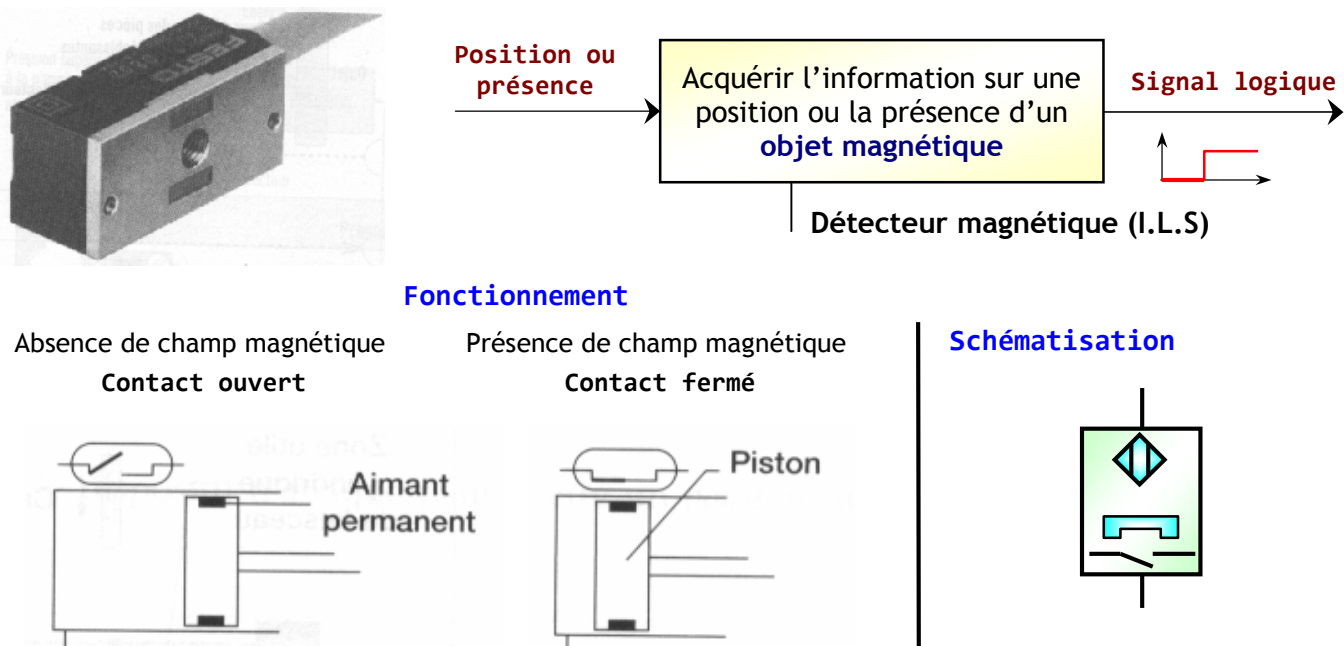 FESTO
Position ou
présence
Acquérir l'information sur une
position ou la présence d'un
objet magnétique
Signal logique
Détecteur magnétique (I.L.S)
Fonctionnement
Absence de champ magnétique
Contact ouvert
Présence de champ magnétique
Contact fermé
Schématisation
Aimant
permanent
Piston